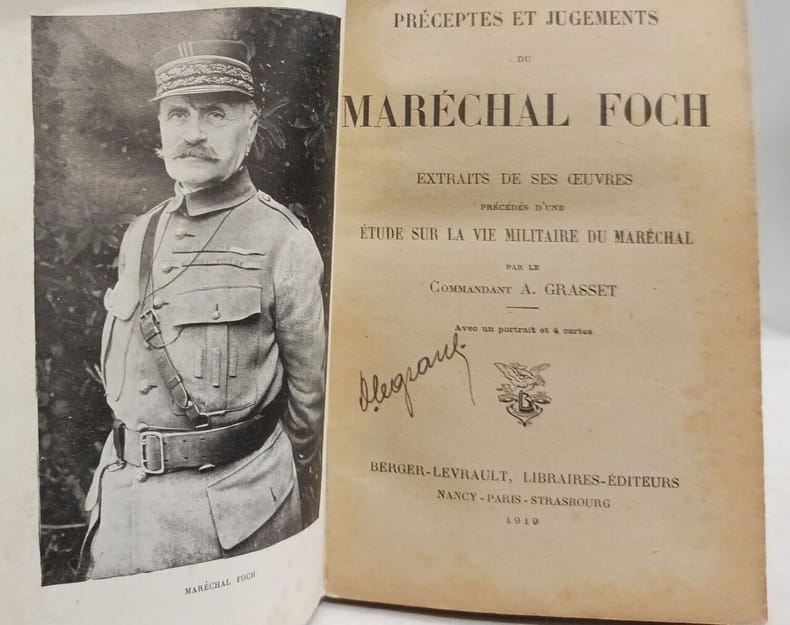 MARÉCHAL FOCH
PRÉCEPTES ET JUGEMENTS
DU
MARÉCHAL FOCH
EXTRAITS DE SES ŒUVRES
PRÉCÉDÉS D'UNE
ÉTUDE SUR LA VIE MILITAIRE DU MARÉCHAL
PAR LE
COMMANDANT A. GRASSET
Avec un portrait et 4 cartes
BERGER-LEVRAULT, LIBRAIRES-ÉDITEURS
NANCY-PARIS-STRASBOURG
1919